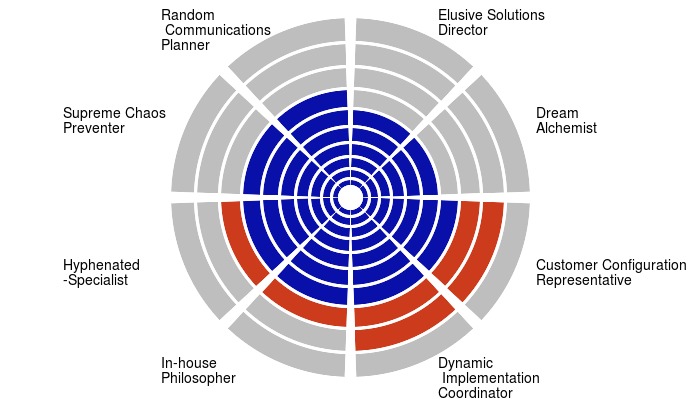 Random
Communications
Planner
Elusive Solutions
Director
Supreme Chaos
Preventer
Dream
Alchemist
Hyphenated
-Specialist
Customer Configuration
Representative
In-house
Philosopher
Dynamic
Implementation
Coordinator